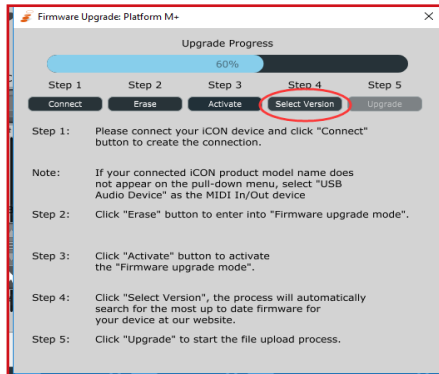 Firmware Upgrade: Platform M+
Upgrade Progress
60%
Step 1 Step 2 Step 3 Step 4 Step 5
Connect Erase Activate Select Version Upgrade
Step 1: Please connect your iCON device and click "Connect"
button to create the connection.
Note: If your connected iCON product model name does
not appear on the pull-down menu, select "USB
Audio Device" as the MIDI In/Out device
Step 2: Click "Erase" button to enter into "Firmware upgrade mode".
Step 3: Click "Activate" button to activate
the "Firmware upgrade mode".
Step 4: Click "Select Version", the process will automatically
search for the most up to date firmware for
your device at our website.
Step 5: Click "Upgrade" to start the file upload process.